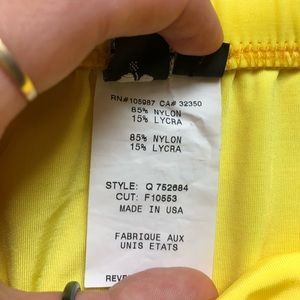 RN#105987 CA# 32350
85% NYLON
15% LYCRA
85% NYLON
15% LYCRA
STYLE: Q 752684
CUT: F10553
MADE IN USA
FABRIQUE AUX
UNIS ETATS